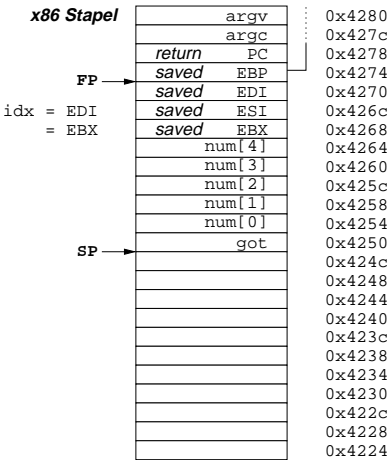 x86 Stapel argv 0x4280
argc 0x427c
return PC 0x4278
saved EBP 0x4274
FP saved EDI 0x4270
idx = EDI saved ESI 0x426c
= EBX saved EBX 0x4268
num[4] 0x4264
num[3] 0x4260
num[2] 0x425c
num[1] 0x4258
num[0] 0x4254
got 0x4250
SP 0x424c
0x4248
0x4244
0x4240
0x423c
0x4238
0x4234
0x4230
0x422c
0x4228
0x4224